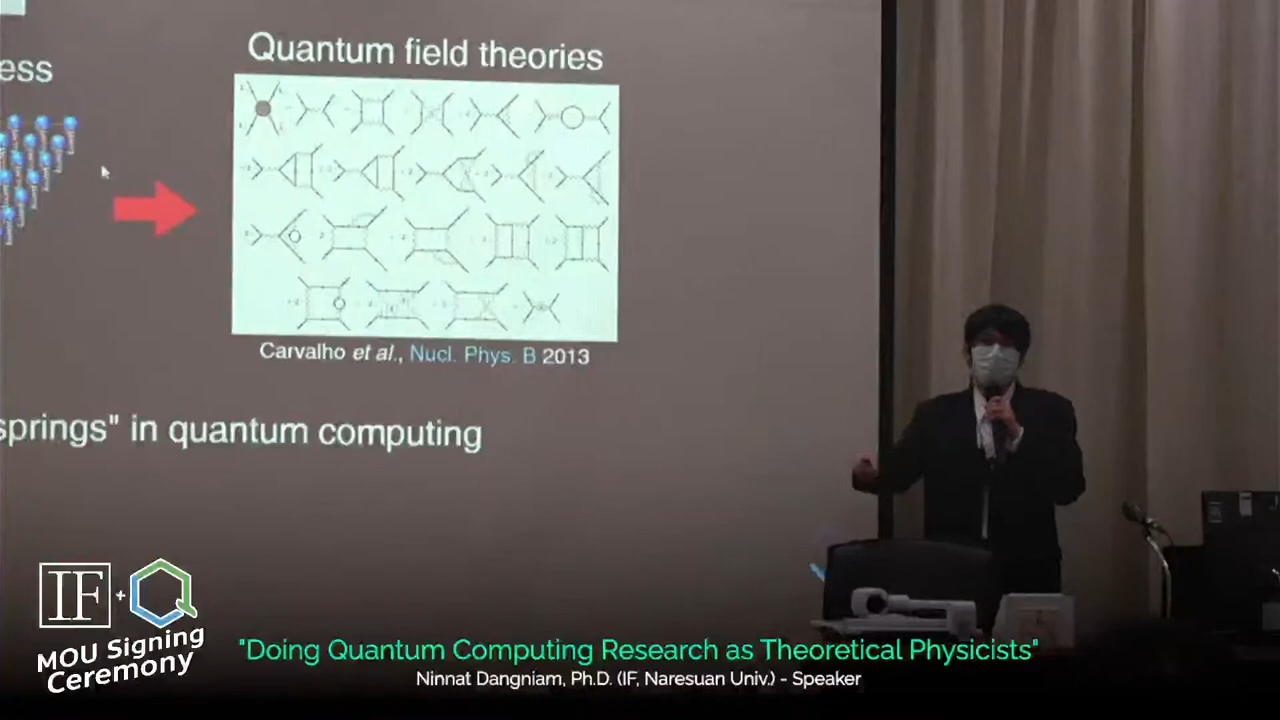 Quantum field theories
ess
Carvalho et al., Nucl. Phys. B 2013
springs" in quantum computing
IF+Q
MOU Signing
Ceremony
"Doing Quantum Computing Research as Theoretical Physicists"
Ninnat Dangniam, Ph.D. (IF, Naresuan Univ.) - Speaker